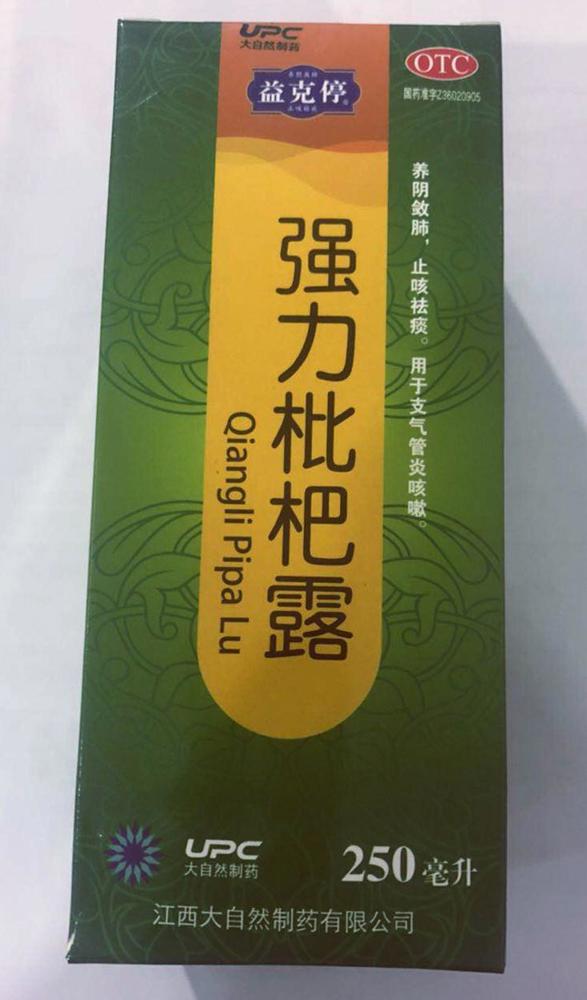 UPC
大自然制药
益克停
OTC
国药准字Z36020905
养阴敛肺，止咳祛痰。用于支气管炎咳嗽。
强力枇杷露
Qiangli Pipa Lu
UPC
大自然制药
250毫升
江西大自然制药有限公司